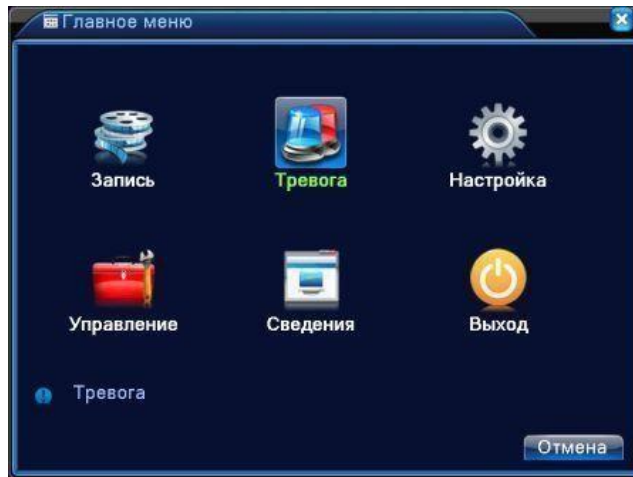 Главное меню
Запись Тревога Настройка
Управление Сведения Выход
Тревога
Отмена